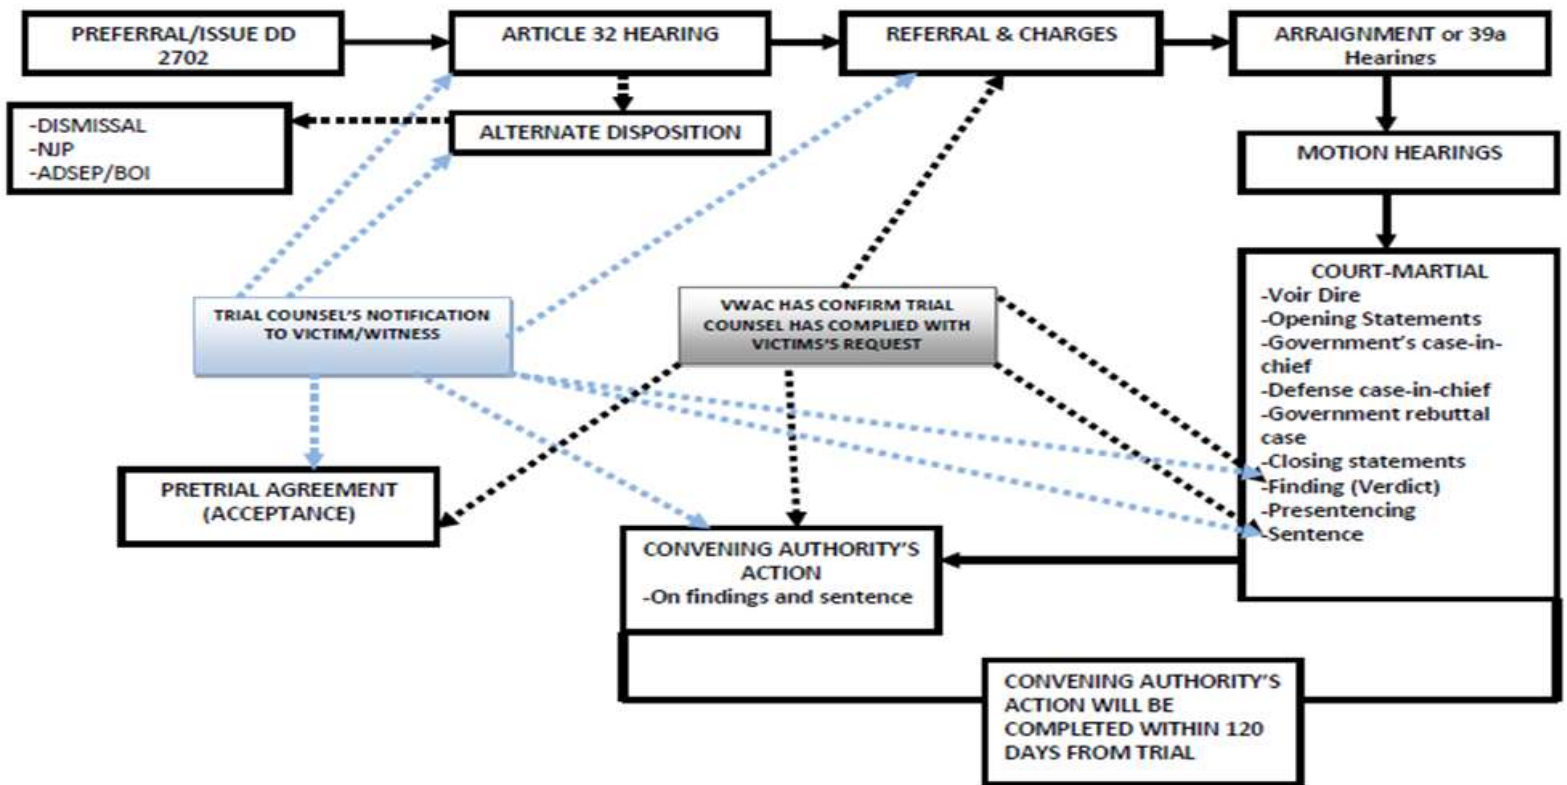 PREFERRAL/ISSUE DD
2702
ARTICLE 32 HEARING
REFERRAL & CHARGES
ARRAIGNMENT or 39a
Hearings
-DISMISSAL
-NJP
-ADSEP/BOI
ALTERNATE DISPOSITION
MOTION HEARINGS
TRIAL COUNSEL'S NOTIFICATION
TO VICTIM/WITNESS
VWAC HAS CONFIRM TRIAL
COUNSEL HAS COMPLIED WITH
VICTIMS'S REQUEST
COURT-MARTIAL
-Voir Dire
-Opening Statements
-Government's case-in-
chief
-Defense case-in-chief
-Government rebuttal
case
-Closing statements
-Finding (Verdict)
-Presentencing
-Sentence
PRETRIAL AGREEMENT
(ACCEPTANCE)
CONVENING AUTHORITY'S
ACTION
-On findings and sentence
CONVENING AUTHORITY'S
ACTION WILL BE
COMPLETED WITHIN 120
DAYS FROM TRIAL